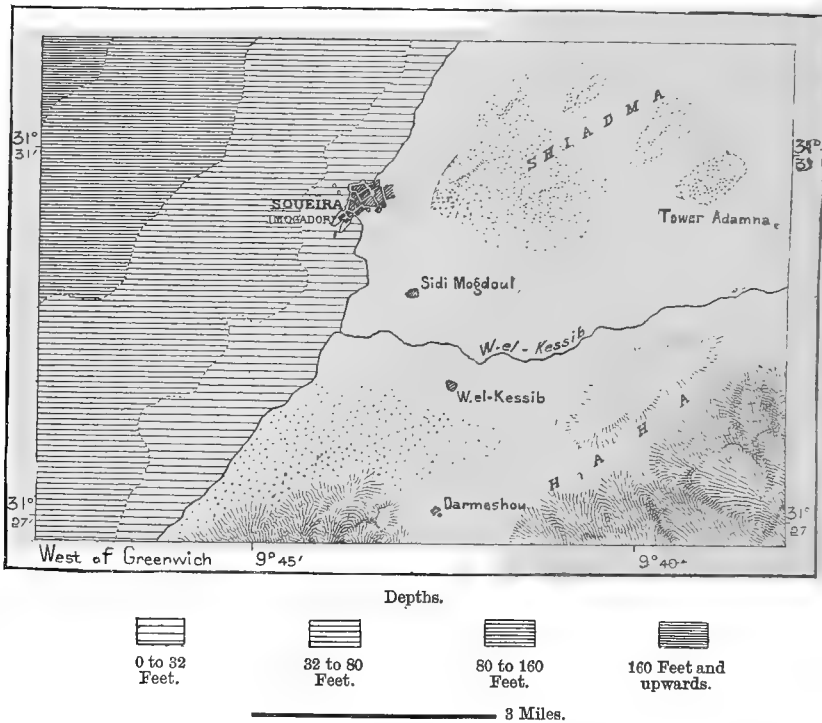 SHIADMA
31°
31'
31°
SQUEIRA
(MOGADOR)
Tower Adamna
Sidi Mogdoul
W-el-Kessib
W.el-Kessib
HAHA
Darmeshou
31°
27'
31°
27
West of Greenwich
9°45'
9°40'
Depths.
0 to 32
Feet.
32 to 80
Feet.
80 to 160
Feet.
160 Feet and
upwards.
3 Miles.